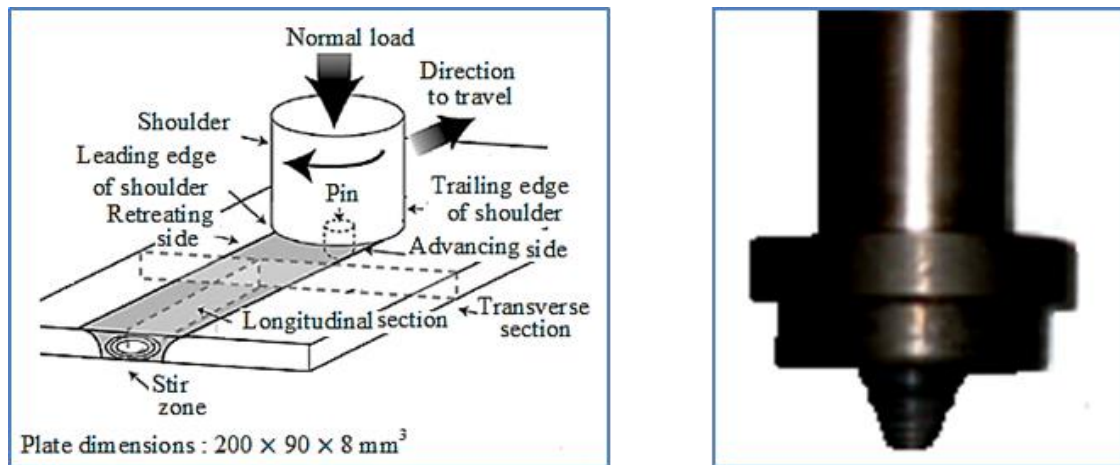 Normal load
Direction
to travel
Shoulder
Leading edge
of shoulder
Retreating
side
Pin
Trailing edge
of shoulder
Advancing side
Longitudinal section
Transverse
section
Stir
zone
Plate dimensions : 200 × 90 × 8 mm³